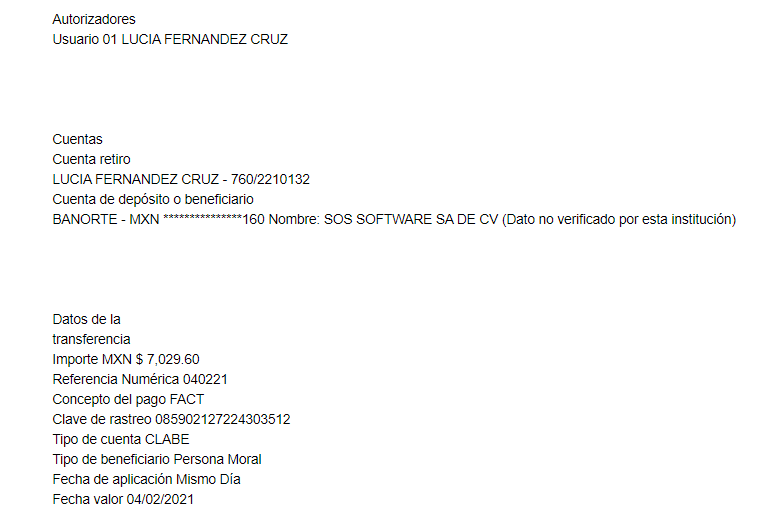 Autorizadores
Usuario 01 LUCIA FERNANDEZ CRUZ
Cuentas
Cuenta retiro
LUCIA FERNANDEZ CRUZ - 760/2210132
Cuenta de depósito o beneficiario
BANORTE - MXN ***************160 Nombre: SOS SOFTWARE SA DE CV (Dato no verificado por esta institución)
Datos de la
transferencia
Importe MXN $ 7,029.60
Referencia Numérica 040221
Concepto del pago FACT
Clave de rastreo 085902127224303512
Tipo de cuenta CLABE
Tipo de beneficiario Persona Moral
Fecha de aplicación Mismo Día
Fecha valor 04/02/2021